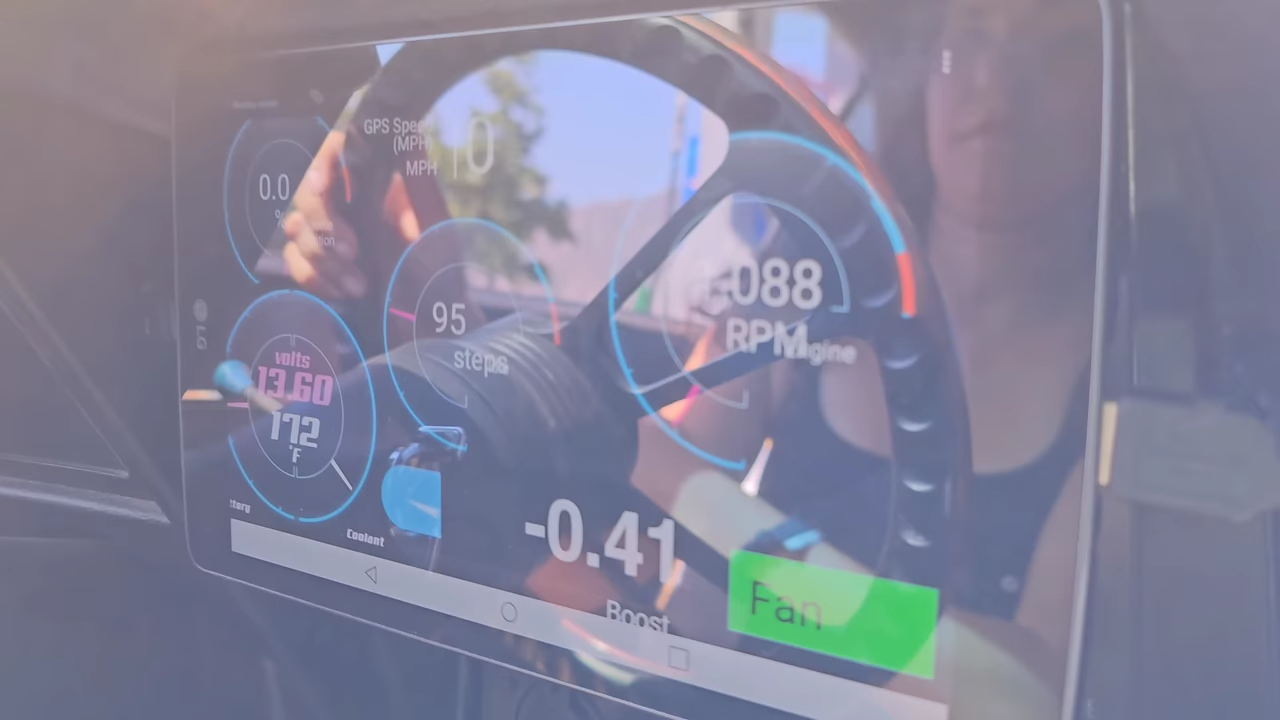 GPS Speed
(MPH)
MPH
0
0.0
%
95
steps
088
RPM
volts
13.60
172
°F
LG
Coolant
-0.41
Boost
Fan